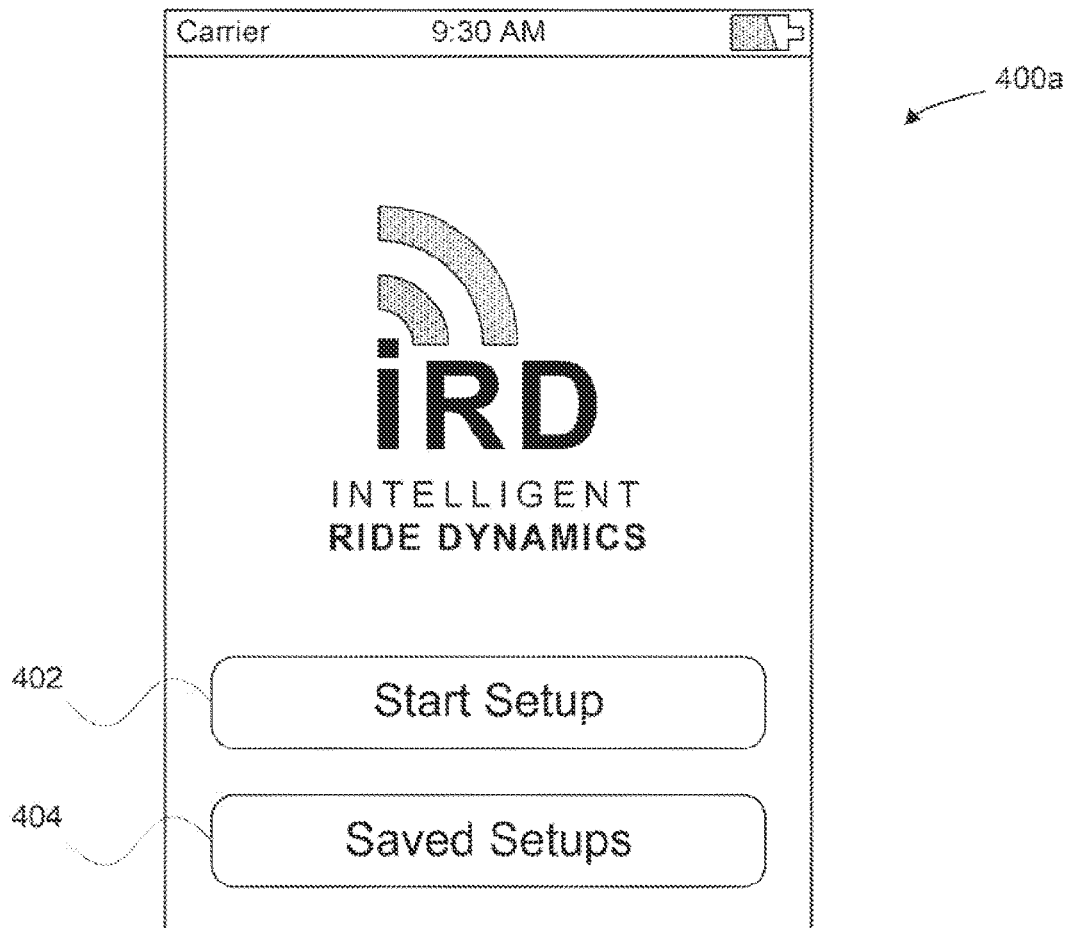 Carrier 9:30 AM
400a
iRD
INTELLIGENT
RIDE DYNAMICS
402
Start Setup
404
Saved Setups